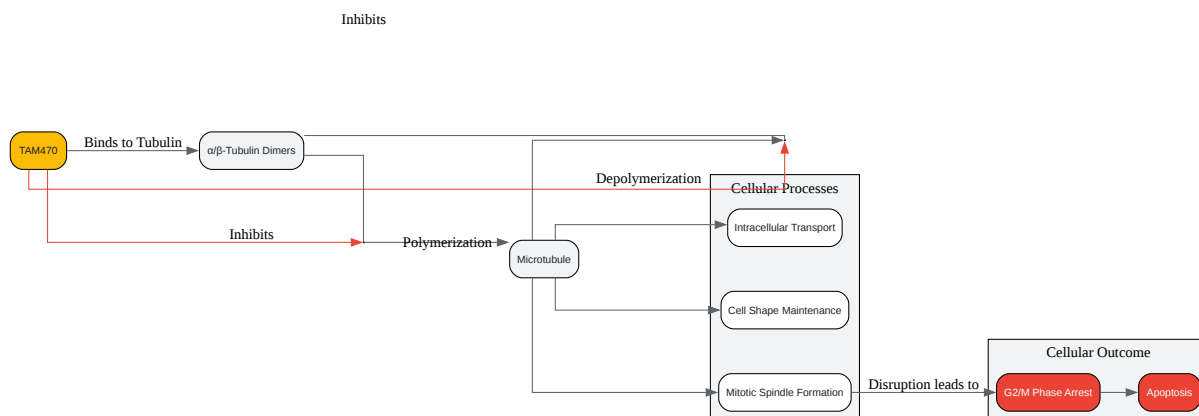 Inhibits
TAM470
Binds to Tubulin
α/β-Tubulin Dimers
Depolymerization
Cellular Processes
Inhibits
Polymerization
Microtubule
Intracellular Transport
Cell Shape Maintenance
Mitotic Spindle Formation
Disruption leads to
Cellular Outcome
G2/M Phase Arrest
Apoptosis